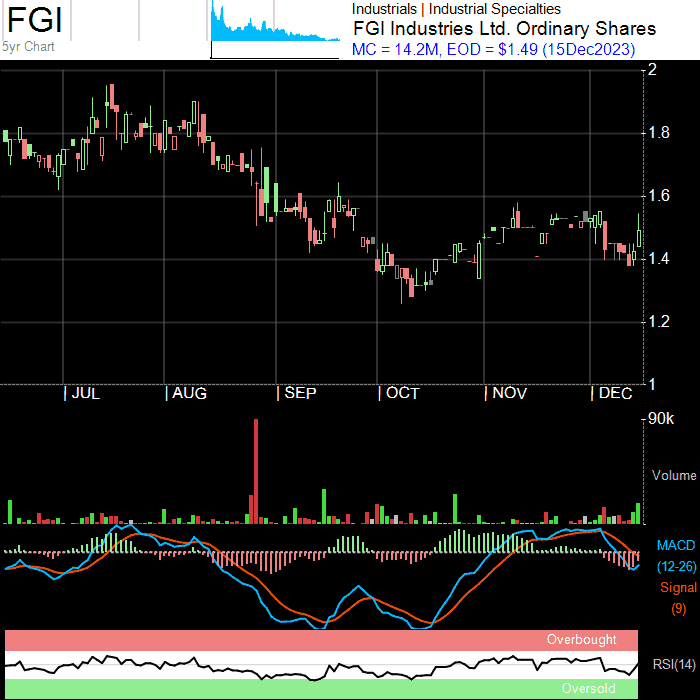 FGI
5yr Chart
Industrials | Industrial Specialties
FGI Industries Ltd. Ordinary Shares
MC = 14.2M, EOD = $1.49 (15Dec2023)
2
1.8
1.6
1.4
1.2
1
| JUL | AUG | SEP | OCT | NOV | DEC
90k
Volume
MACD
(12-26)
Signal
(9)
Overbought
RSI(14)
Oversold